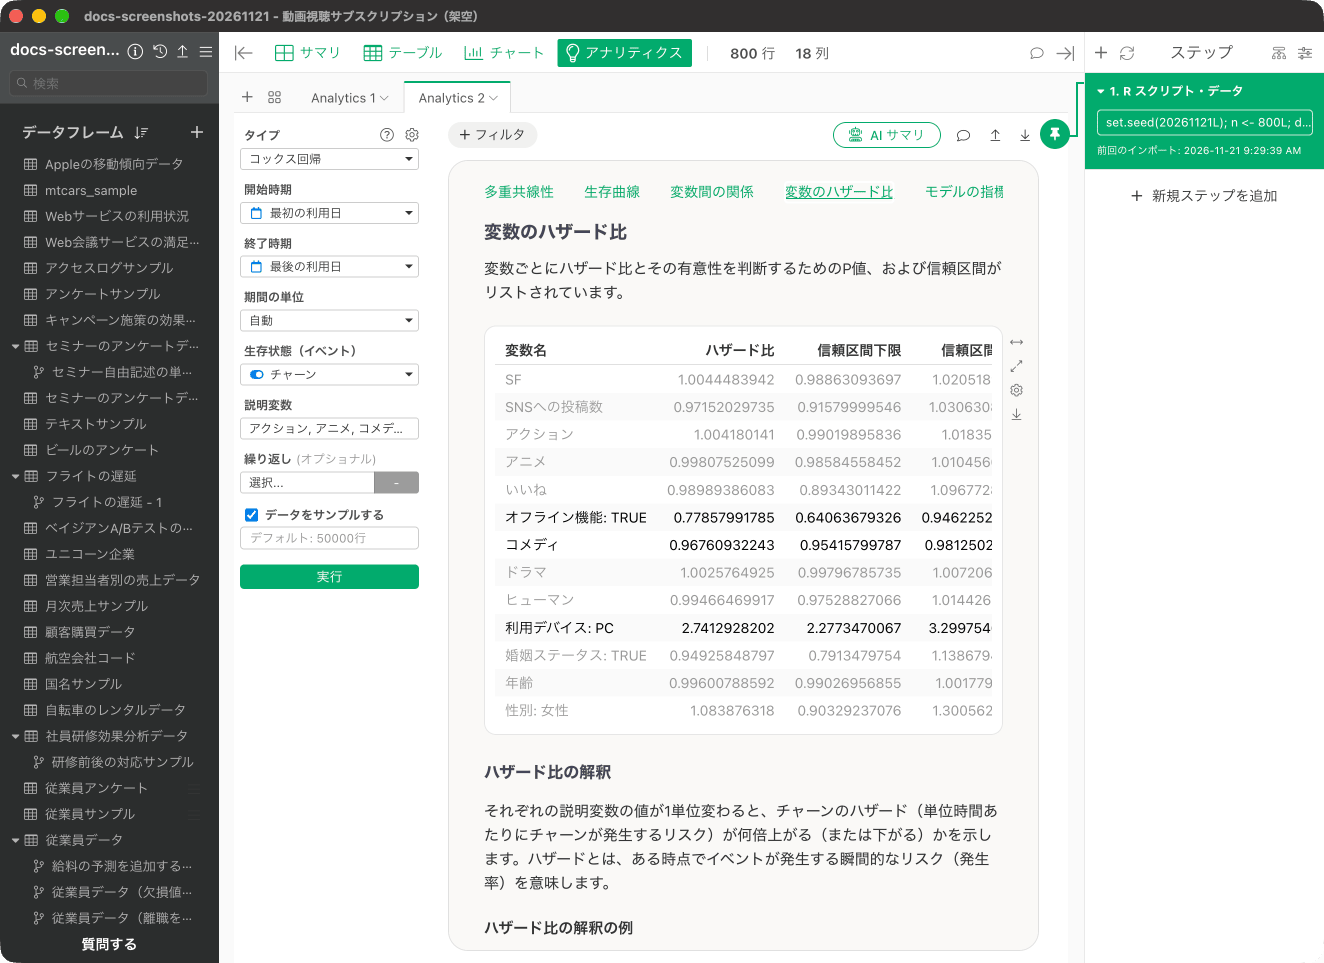 docs-screenshots-20261121 - 動画視聴サブスクリプション（架空）
docs-screen...
検索
データフレーム
Appleの移動傾向データ
mtcars_sample
Webサービスの利用状況
Web会議サービスの満足…
アクセスログサンプル
アンケートサンプル
キャンペーン施策の効果…
セミナーのアンケートデ…
セミナー自由記述の単…
セミナーのアンケートデ…
テキストサンプル
ビールのアンケート
フライトの遅延
フライトの遅延 - 1
ベイジアンA/Bテストの…
ユニコーン企業
営業担当者別の売上データ
月次売上サンプル
顧客購買データ
航空会社コード
国名サンプル
自転車のレンタルデータ
社員研修効果分析データ
研修前後の対応サンプル
従業員アンケート
従業員サンプル
従業員データ
給料の予測を追加する…
従業員データ（欠損値…
従業員データ（離職を…
質問する
サマリ
テーブル
チャート
アナリティクス
800 行
18 列
Analytics 1
Analytics 2
タイプ
コックス回帰
開始時期
最初の利用日
終了時期
最後の利用日
期間の単位
自動
生存状態（イベント）
チャーン
説明変数
アクション, アニメ, コメデ...
繰り返し (オプショナル)
選択...
-
データをサンプルする
デフォルト: 50000行
実行
+ フィルタ
AI サマリ
多重共線性 生存曲線 変数間の関係 変数のハザード比 モデルの指標
変数のハザード比
変数ごとにハザード比とその有意性を判断するためのP値、および信頼区間が
リストされています。
変数名 ハザード比 信頼区間下限 信頼区間
SF 1.0044483942 0.98863093697 1.020518
SNSへの投稿数 0.97152029735 0.91579999546 1.030630
アクション 1.004180141 0.99019895836 1.01835
アニメ 0.99807525099 0.98584558452 1.010456
いいね 0.98989386083 0.89343011422 1.096772
オフライン機能: TRUE 0.77857991785 0.64063679326 0.9462252
コメディ 0.96760932243 0.95415799787 0.9812502
ドラマ 1.0025764925 0.99796785735 1.007206
ヒューマン 0.99466469917 0.97528827066 1.014426
利用デバイス: PC 2.7412928202 2.2773470067 3.299754
婚姻ステータス: TRUE 0.94925848797 0.7913479754 1.138679
年齢 0.99600788592 0.99026956855 1.001779
性別: 女性 1.083876318 0.90329237076 1.300562
ハザード比の解釈
それぞれの説明変数の値が1単位変わると、チャーンのハザード（単位時間あ
たりにチャーンが発生するリスク）が何倍上がる（または下がる）かを示し
ます。ハザードとは、ある時点でイベントが発生する瞬間的なリスク（発生
率）を意味します。
ハザード比の解釈の例
ステップ
1. R スクリプト・データ
set.seed(20261121L); n <- 800L; d...
前回のインポート: 2026-11-21 9:29:39 AM
+ 新規ステップを追加